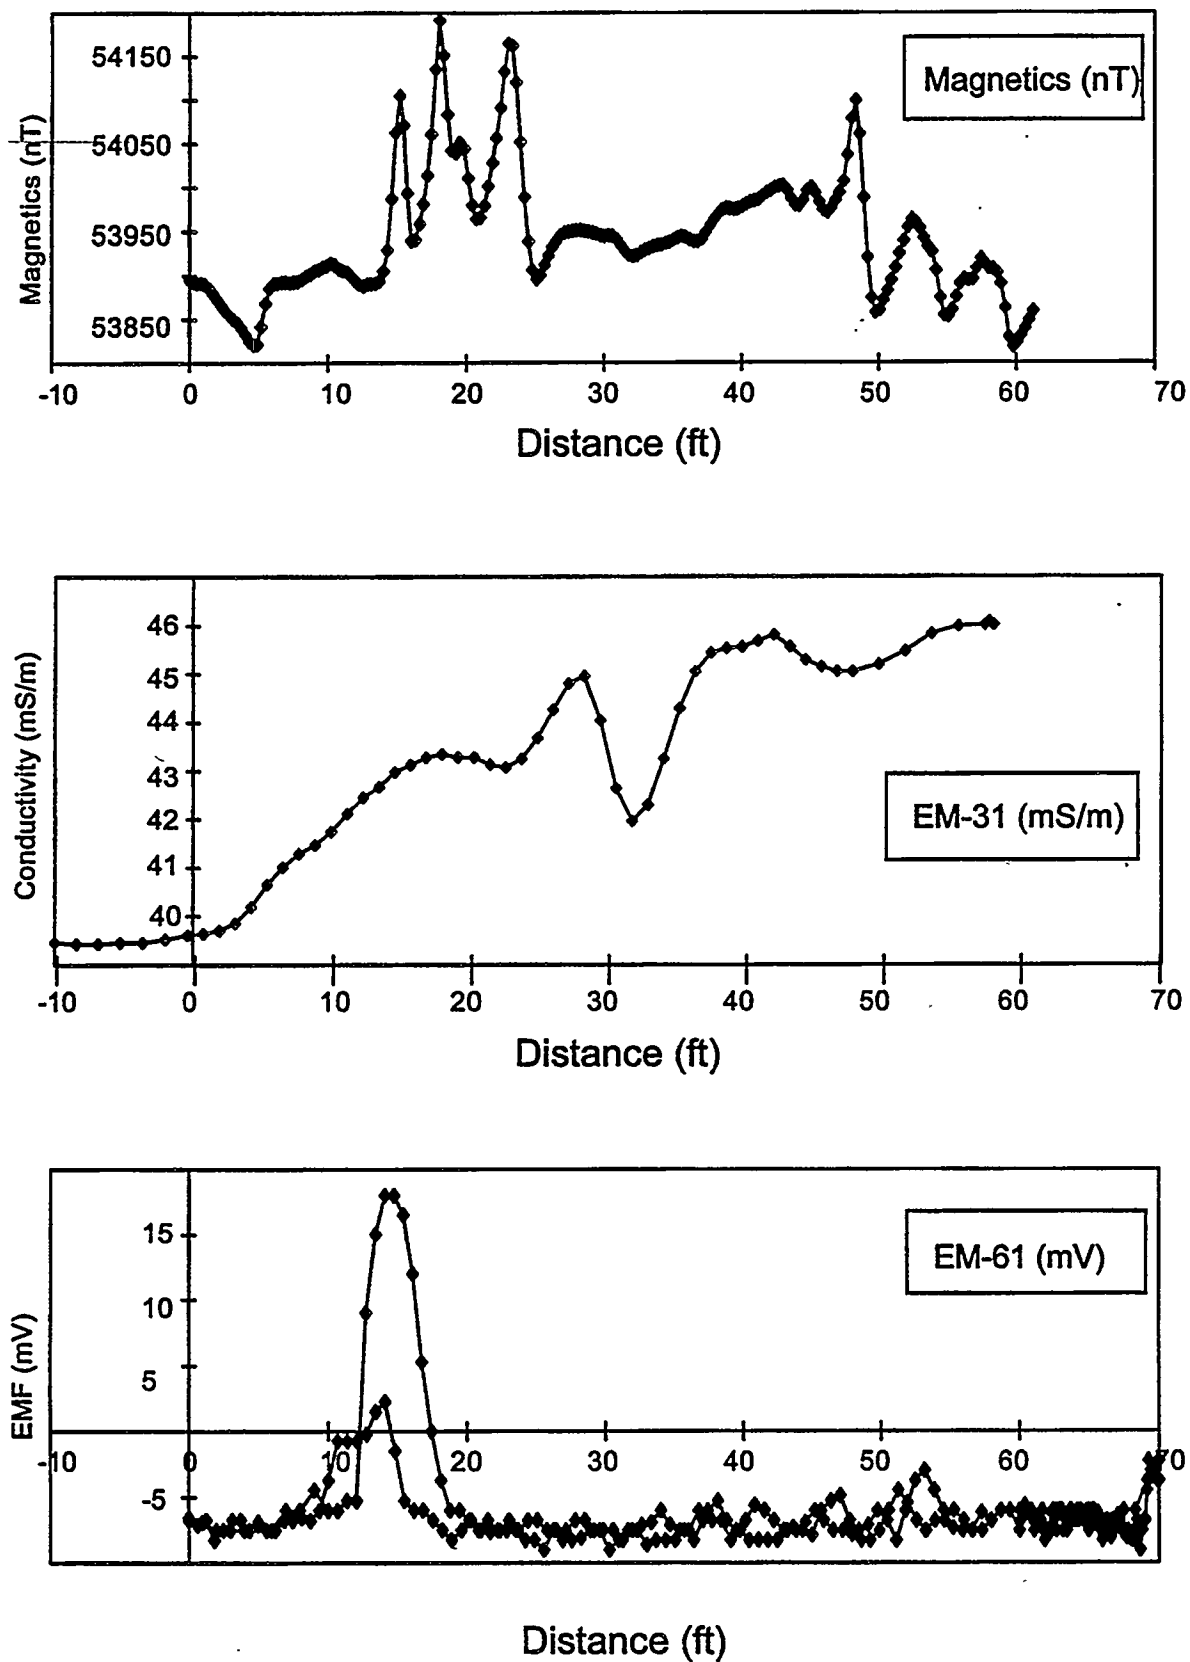 54150
54050
53950
53850
Magnetics (nT)
Magnetics (nT)
-10 0 10 20 30 40 50 60 70
Distance (ft)
46
45
44
43
42
41
40
Conductivity (mS/m)
EM-31 (mS/m)
-10 0 10 20 30 40 50 60 70
Distance (ft)
15
10
5
-5
EMF (mV)
EM-61 (mV)
-10 0 10 20 30 40 50 60 70
Distance (ft)